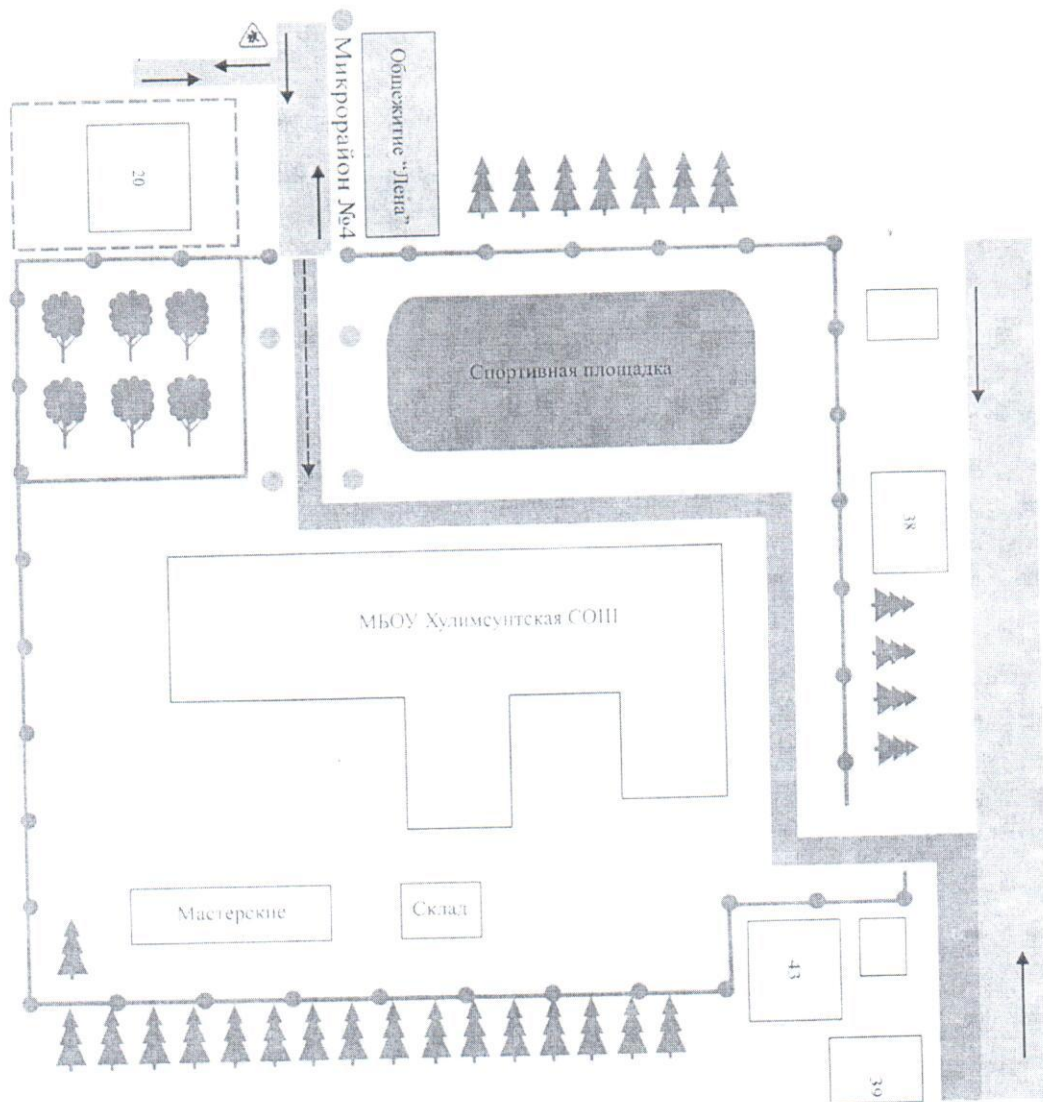 Микрорайон №4
Общежитие "Лена"
20
Спортивная площадка
38
МБОУ Хулимсунтская СОШ
Мастерские
Склад
43
39